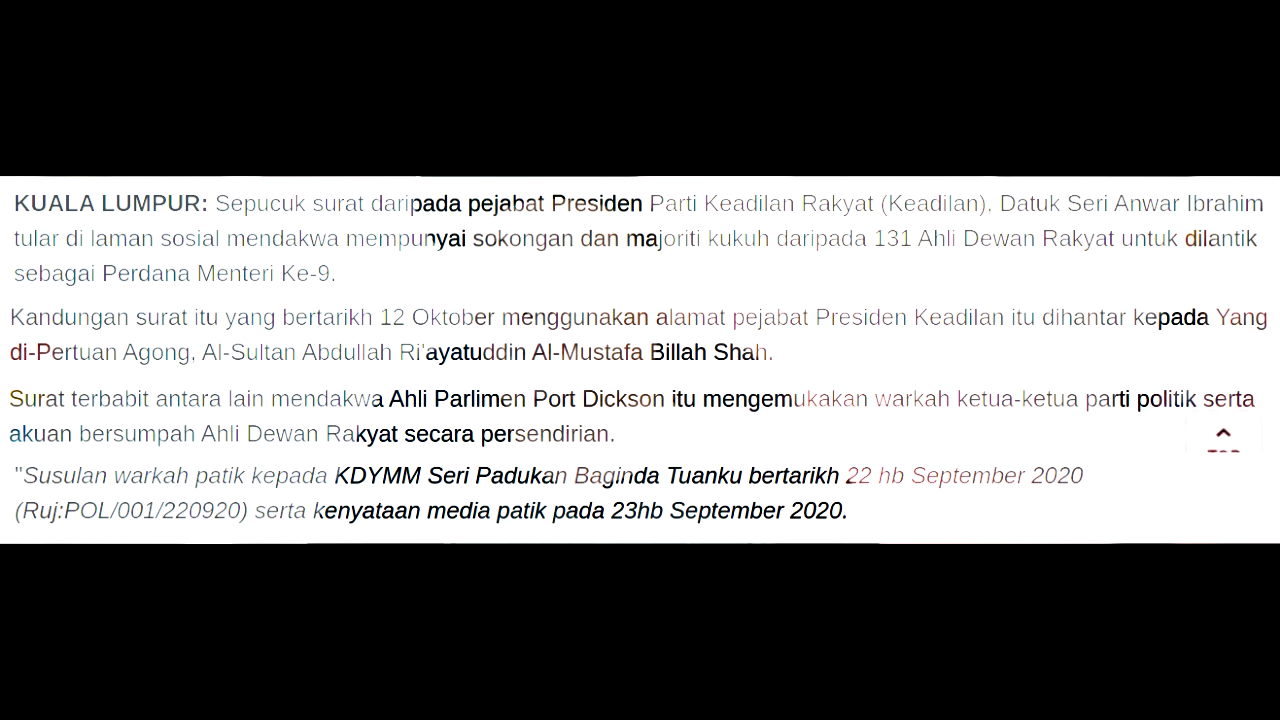 KUALA LUMPUR: Sepucuk surat daripada pejabat Presiden Parti Keadilan Rakyat (Keadilan), Datuk Seri Anwar Ibrahim
tular di laman sosial mendakwa mempunyai sokongan dan majoriti kukuh daripada 131 Ahli Dewan Rakyat untuk dilantik
sebagai Perdana Menteri Ke-9.
Kandungan surat itu yang bertarikh 12 Oktober menggunakan alamat pejabat Presiden Keadilan itu dihantar kepada Yang
di-Pertuan Agong, Al-Sultan Abdullah Ri'ayatuddin Al-Mustafa Billah Shah.
Surat terbabit antara lain mendakwa Ahli Parlimen Port Dickson itu mengemukakan warkah ketua-ketua parti politik serta
akuan bersumpah Ahli Dewan Rakyat secara persendirian.
"Susulan warkah patik kepada KDYMM Seri Padukan Baginda Tuanku bertarikh 22 hb September 2020
(Ruj:POL/001/220920) serta kenyataan media patik pada 23hb September 2020.